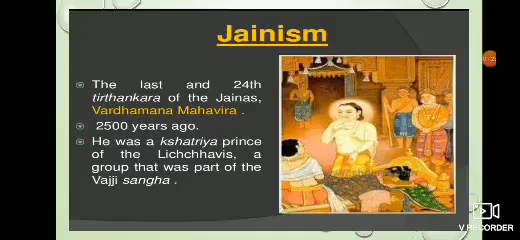 Jainism
The last and 24th
tirthankara of the Jainas,
Vardhamana Mahavira .
2500 years ago.
He was a kshatriya prince
of the Lichchhavis, a
group that was part of the
Vajji sangha .
V RECORDER